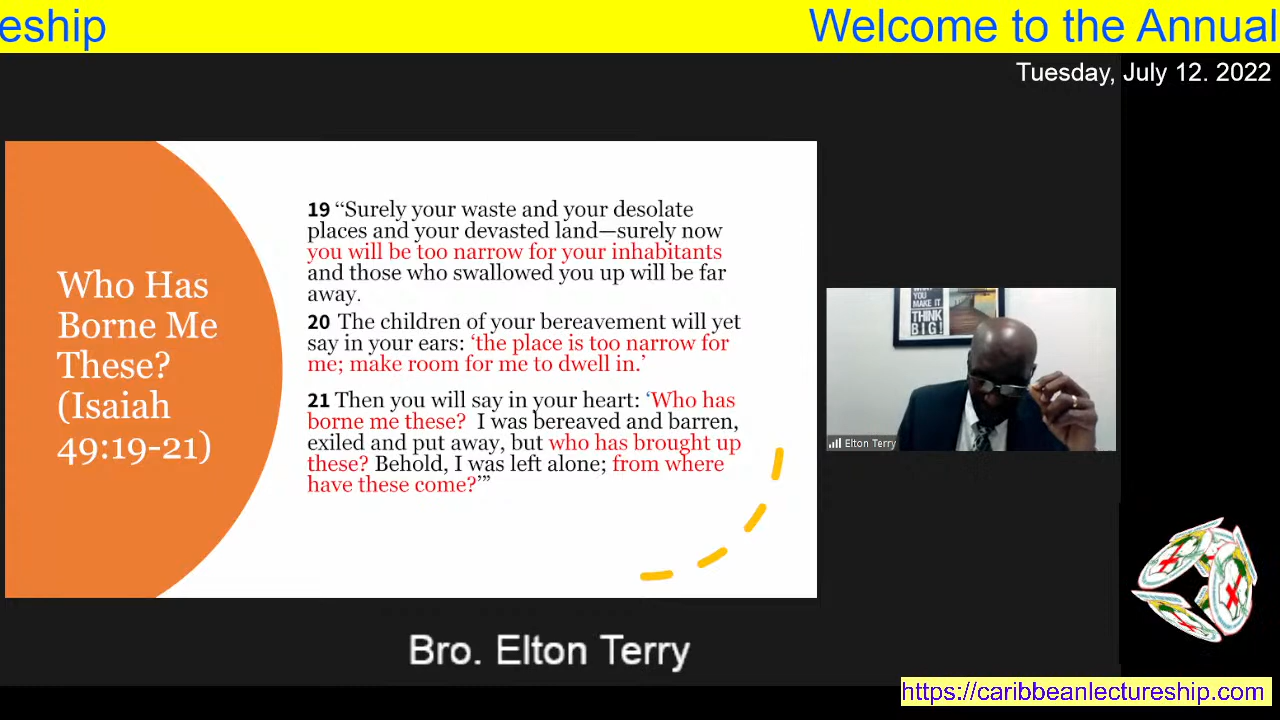 eship
Welcome to the Annual
Tuesday, July 12. 2022
Who Has
Borne Me
These?
(Isaiah
49:19-21)
19 “Surely your waste and your desolate
places and your devasted land—surely now
you will be too narrow for your inhabitants
and those who swallowed you up will be far
away.
20 The children of your bereavement will yet
say in your ears: ‘the place is too narrow for
me; make room for me to dwell in.’
21 Then you will say in your heart: ‘Who has
borne me these? I was bereaved and barren,
exiled and put away, but who has brought up
these? Behold, I was left alone; from where
have these come?’”
YOU
MAKE IT
THINK
BIG!
Elton Terry
Bro. Elton Terry
https://caribbeanlectureship.com